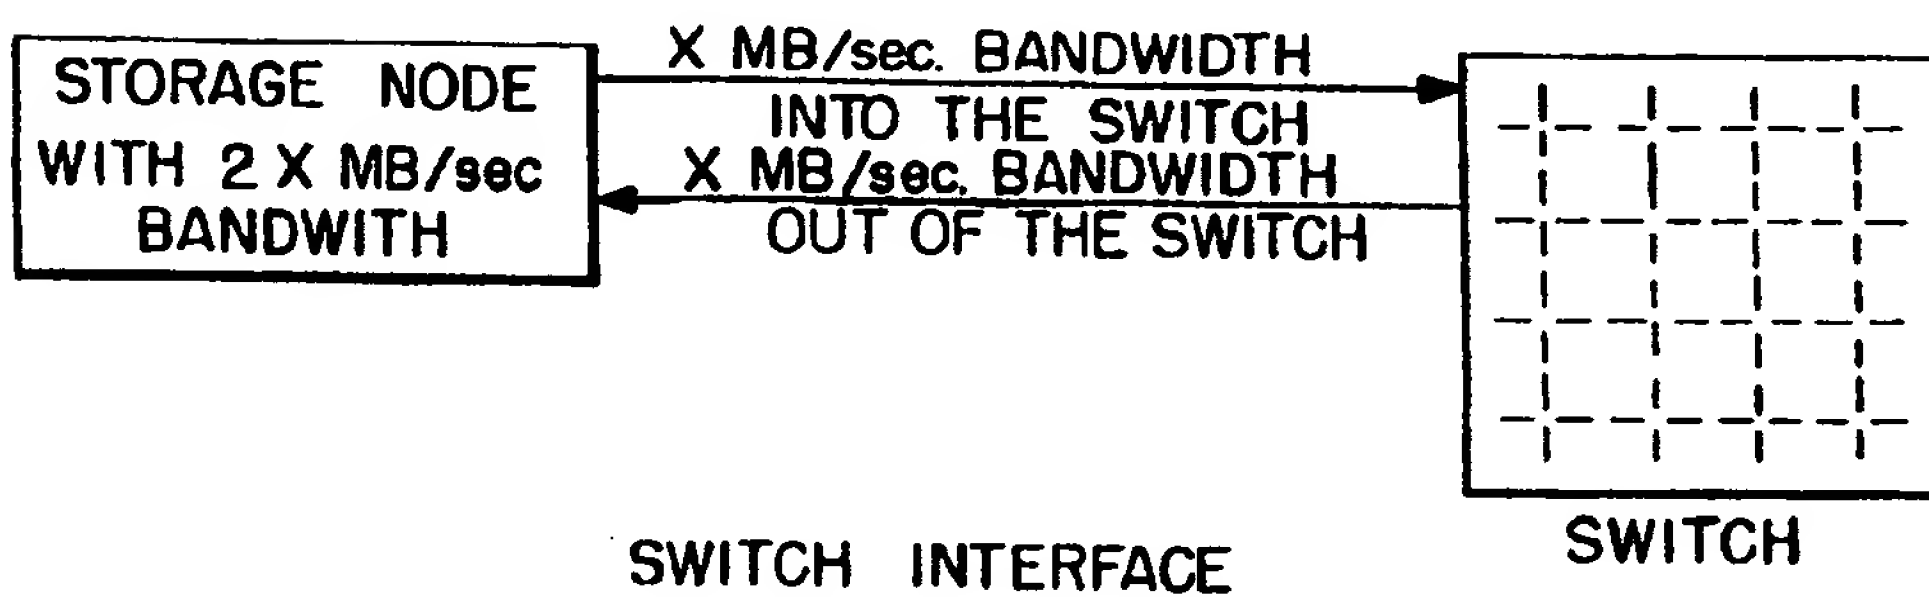 STORAGE NODE
WITH 2 X MB/sec
BANDWITH
X MB/sec. BANDWIDTH
INTO THE SWITCH
X MB/sec. BANDWIDTH
OUT OF THE SWITCH
SWITCH
SWITCH INTERFACE